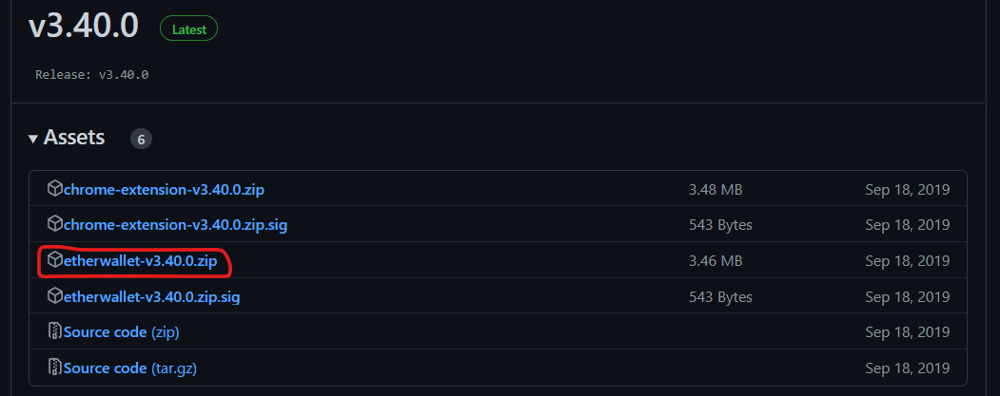 v3.40.0 Latest
Release: v3.40.0
Assets 6
chrome-extension-v3.40.0.zip 3.48 MB Sep 18, 2019
chrome-extension-v3.40.0.zip.sig 543 Bytes Sep 18, 2019
etherwallet-v3.40.0.zip 3.46 MB Sep 18, 2019
etherwallet-v3.40.0.zip.sig 543 Bytes Sep 18, 2019
Source code (zip) Sep 18, 2019
Source code (tar.gz) Sep 18, 2019